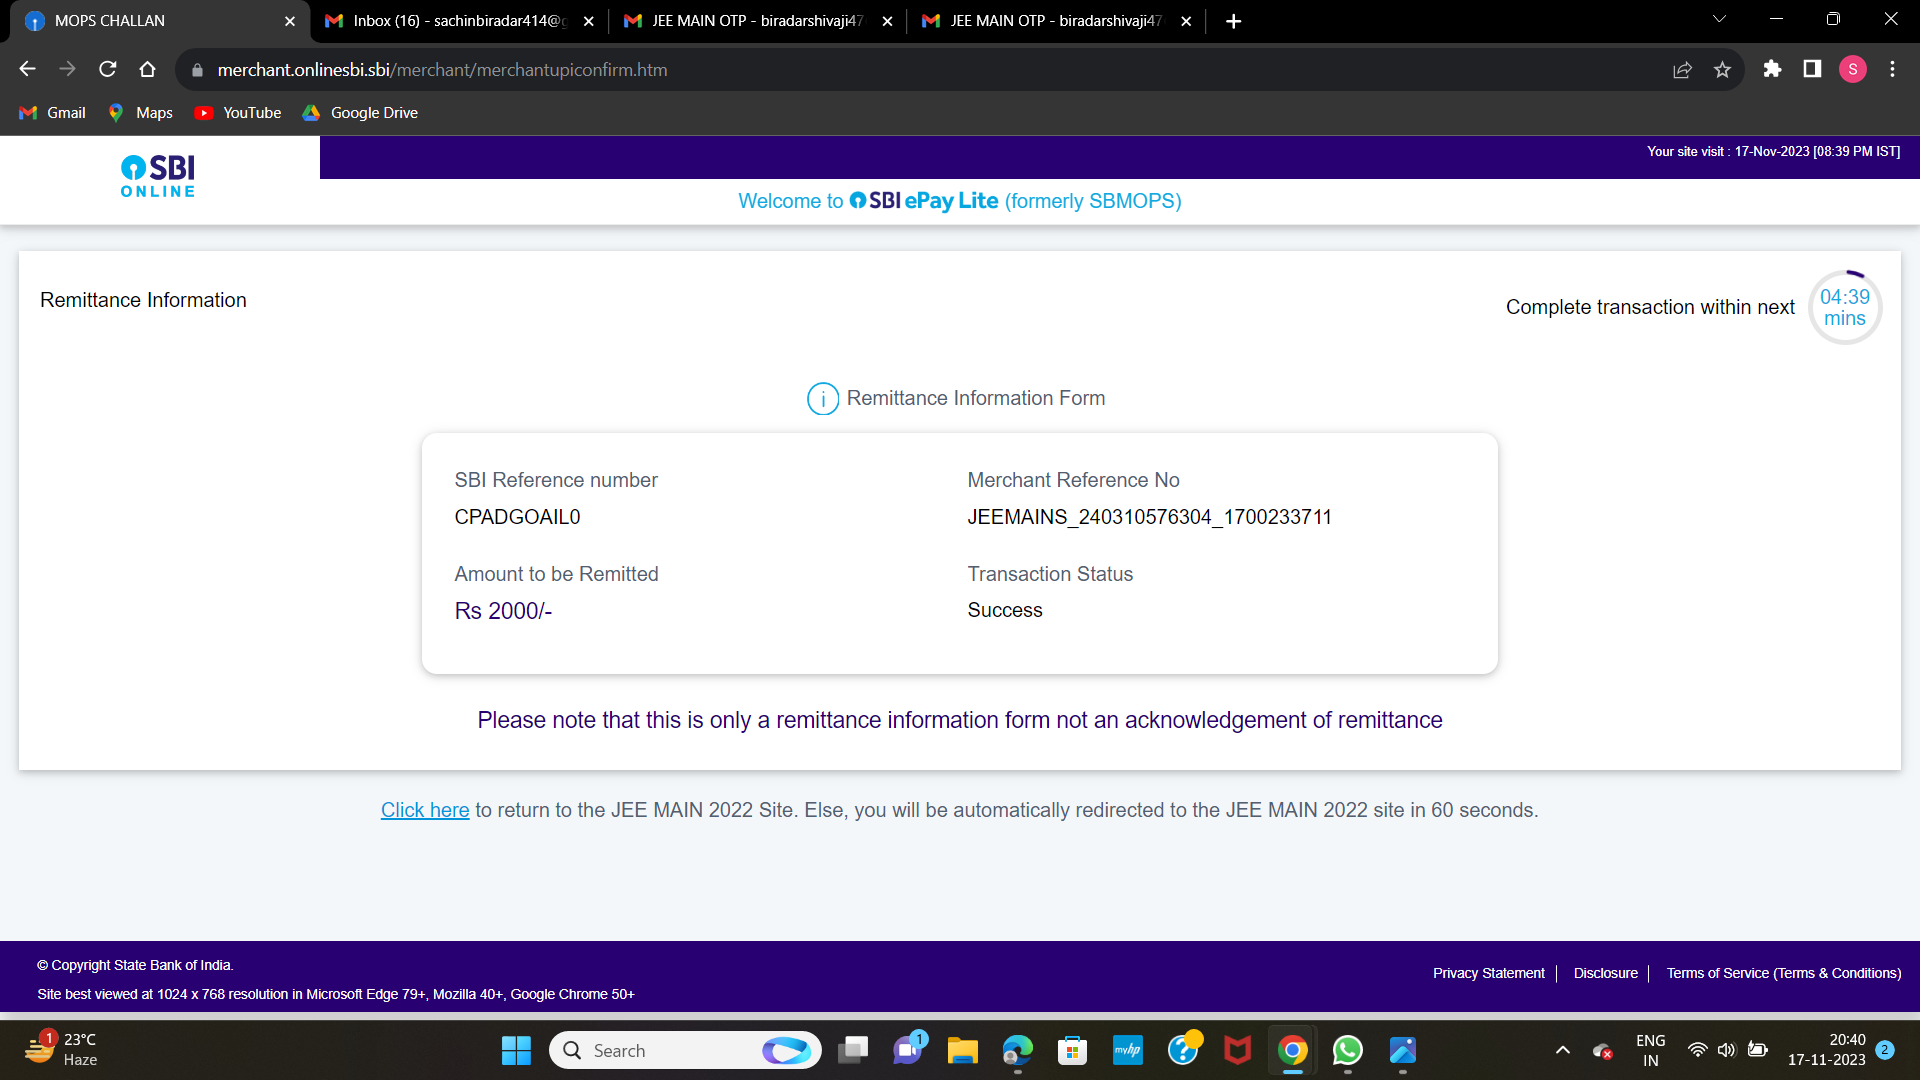 MOPS CHALLAN
Inbox (16) - sachinbiradar414@g
JEE MAIN OTP - biradarshivaji47
JEE MAIN OTP - biradarshivaji47
merchant.onlinesbi.sbi/merchant/merchantupiconfirm.htm
S
Gmail
Maps
YouTube
Google Drive
SBI
ONLINE
Your site visit : 17-Nov-2023 [08:39 PM IST]
Welcome to SBI ePay Lite (formerly SBMOPS)
Remittance Information
Complete transaction within next
04:39
mins
i Remittance Information Form
SBI Reference number
CPADGOAIL0
Merchant Reference No
JEEMAINS_240310576304_1700233711
Amount to be Remitted
Rs 2000/-
Transaction Status
Success
Please note that this is only a remittance information form not an acknowledgement of remittance
Click here to return to the JEE MAIN 2022 Site. Else, you will be automatically redirected to the JEE MAIN 2022 site in 60 seconds.
© Copyright State Bank of India.
Site best viewed at 1024 x 768 resolution in Microsoft Edge 79+, Mozilla 40+, Google Chrome 50+
Privacy Statement
Disclosure
Terms of Service (Terms & Conditions)
1
23°C
Haze
Search
1
myhp
?
ENG
IN
20:40
17-11-2023
2